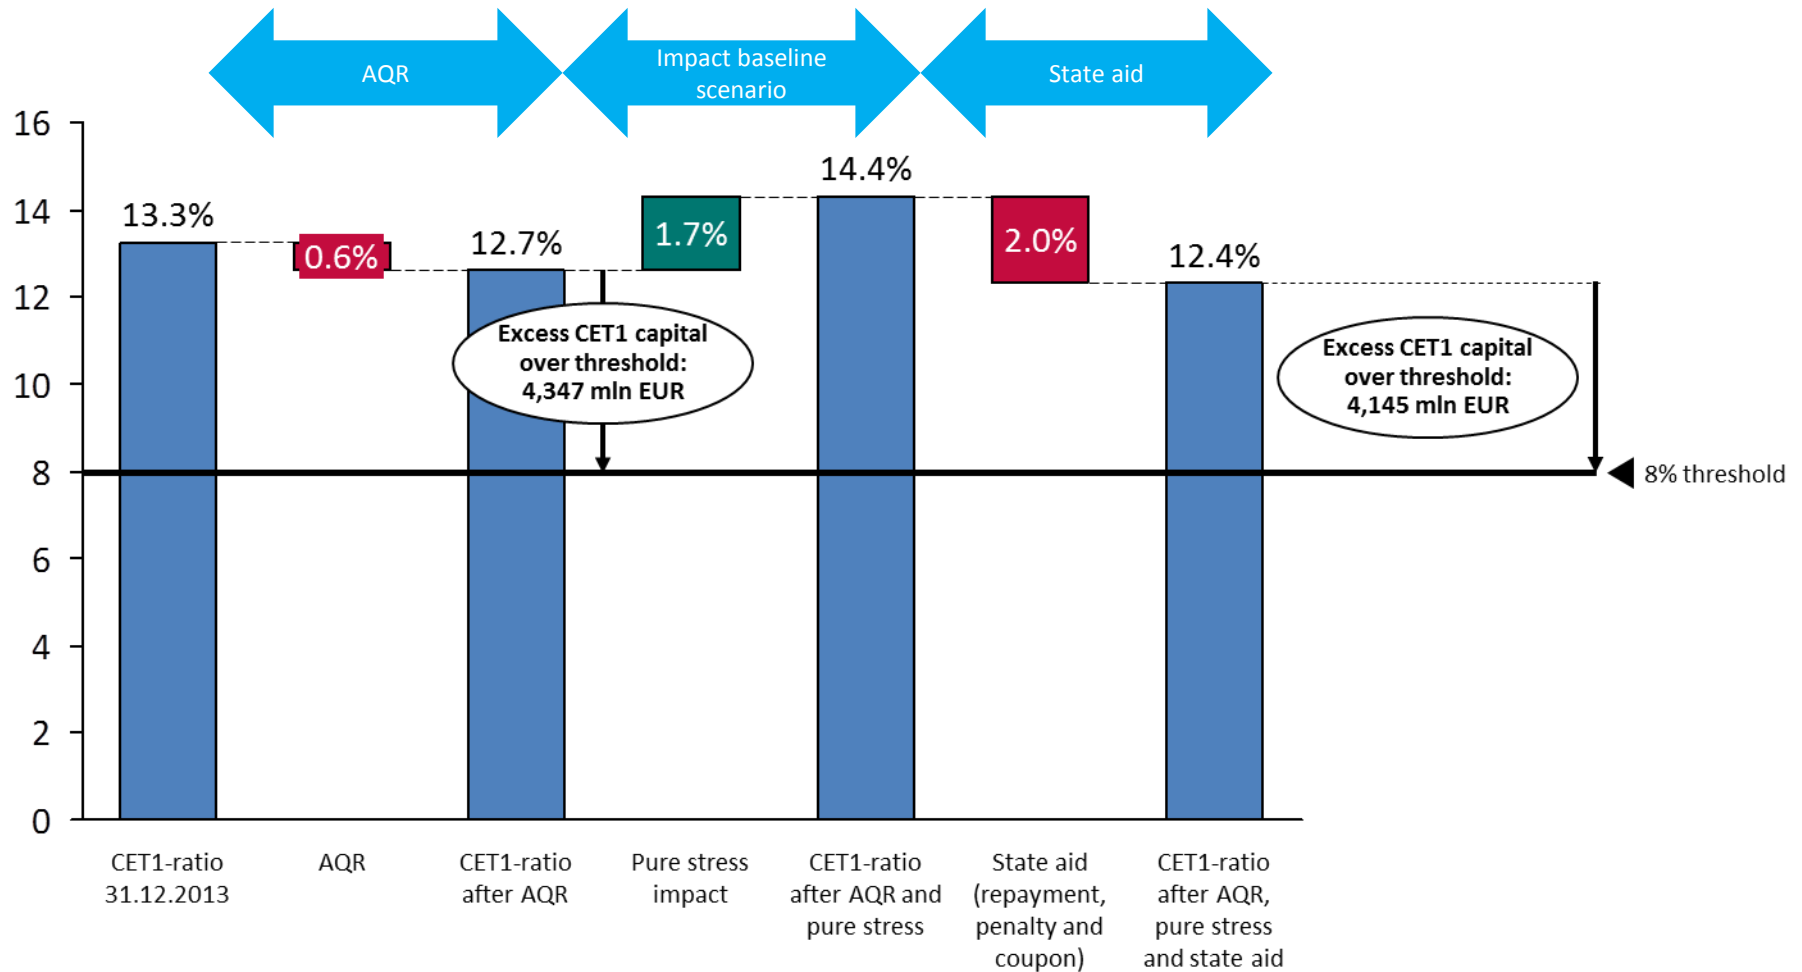 AQR
Impact baseline
scenario
State aid
16
14
12
10
8
6
4
2
0
13.3%
0.6%
12.7%
1.7%
14.4%
2.0%
12.4%
Excess CET1 capital
over threshold:
4,347 mln EUR
Excess CET1 capital
over threshold:
4,145 mln EUR
8% threshold
CET1-ratio
31.12.2013
AQR
CET1-ratio
after AQR
Pure stress
impact
CET1-ratio
after AQR and
pure stress
State aid
(repayment,
penalty and
coupon)
CET1-ratio
after AQR,
pure stress
and state aid